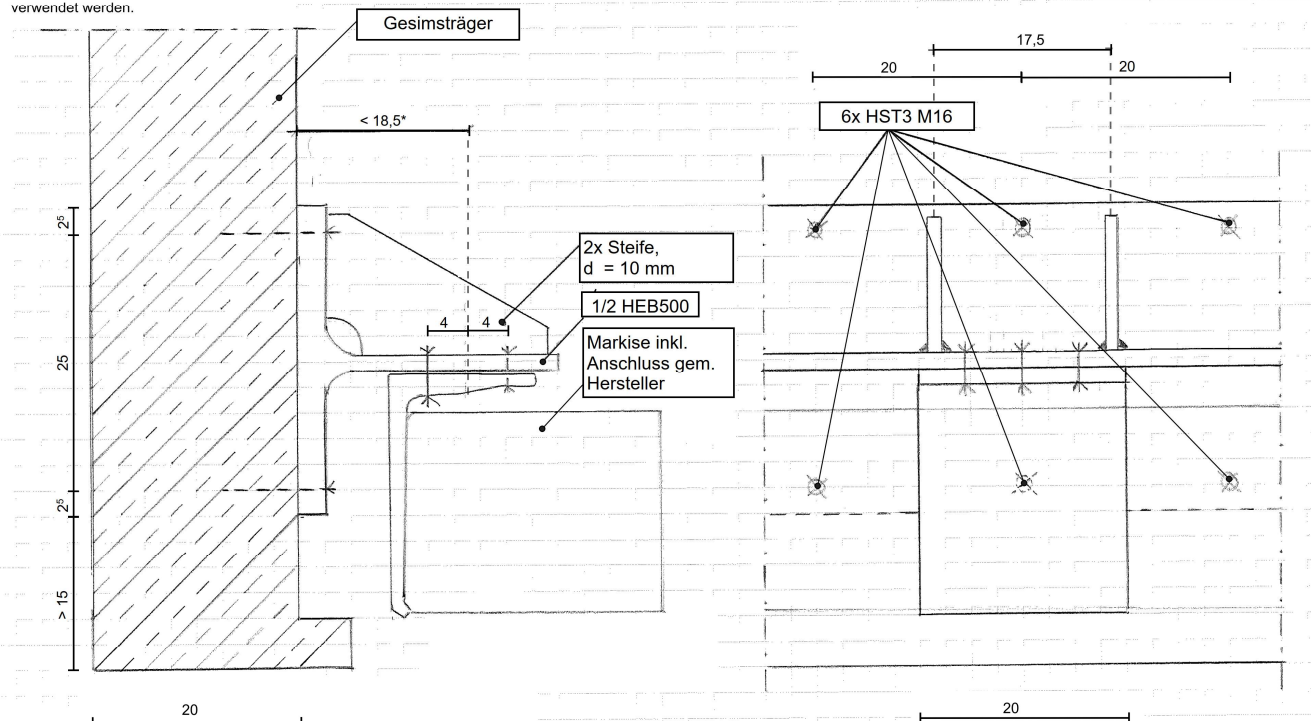 verwendet werden.
Gesimsträger
17,5
20
20
< 18,5*
6x HST3 M16
2⁵
2x Steife,
d = 10 mm
1/2 HEB500
4
4
Markise inkl.
Anschluss gem.
Hersteller
25
2⁵
> 15
20
20